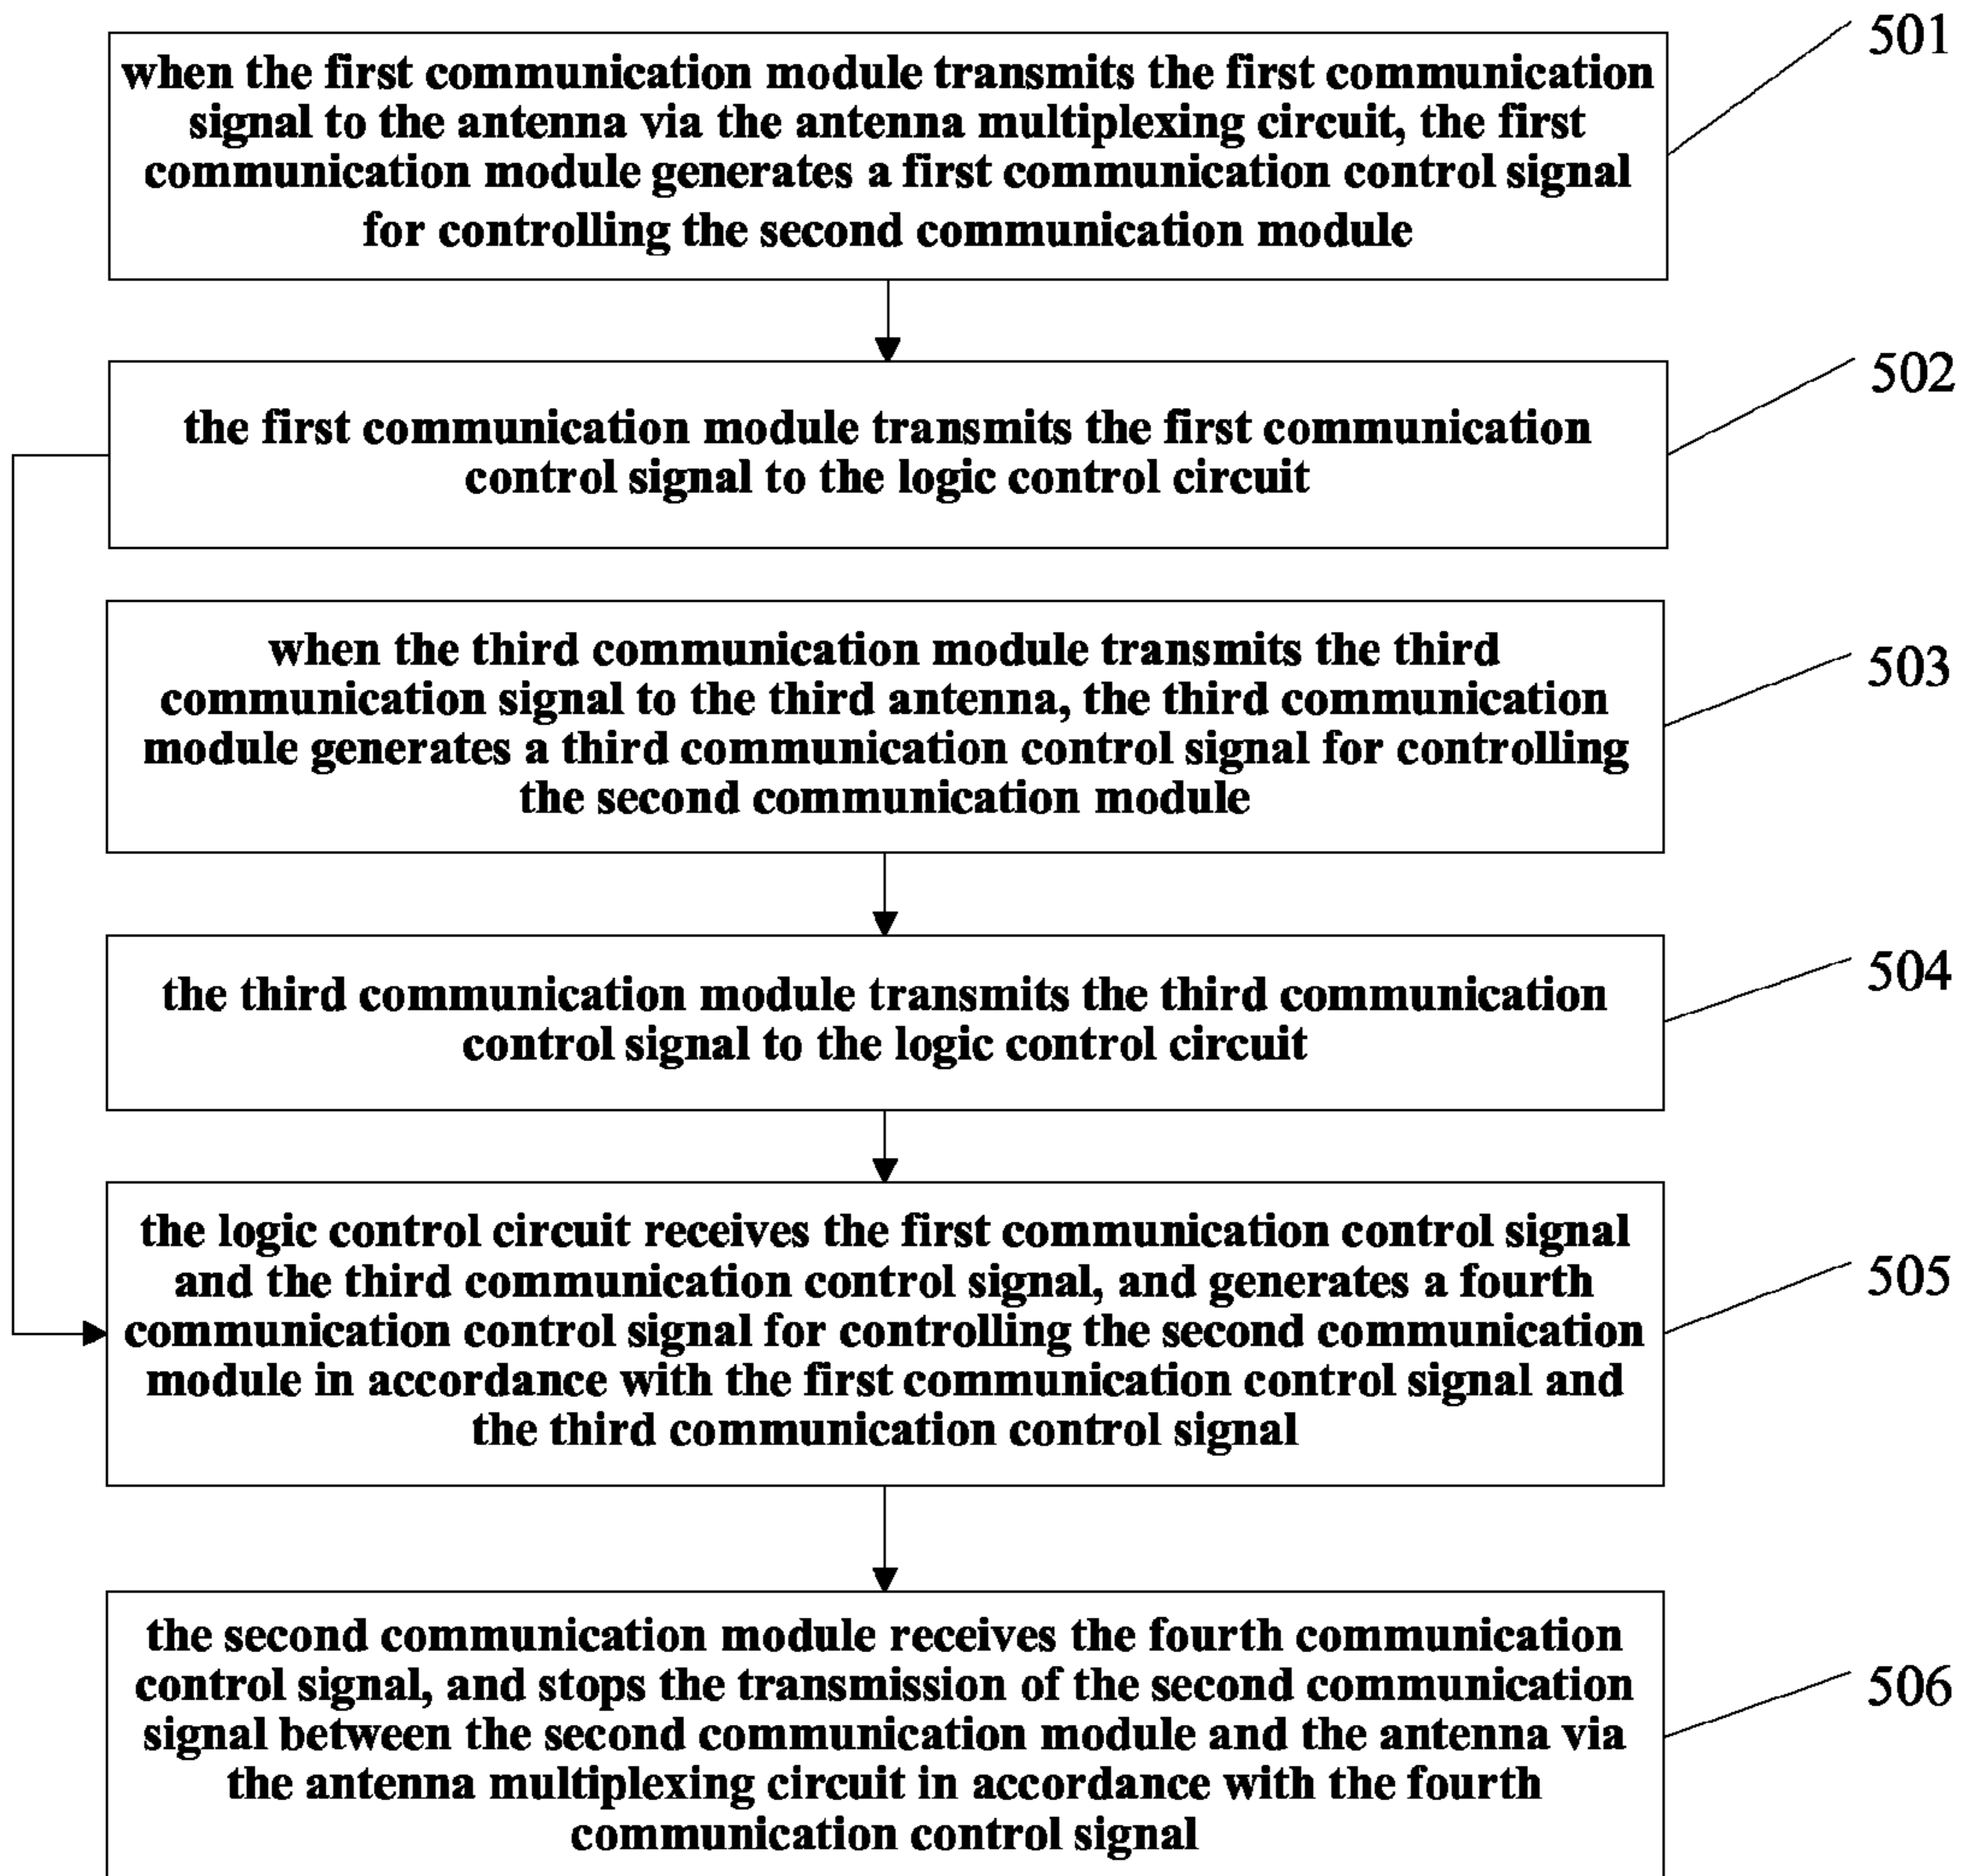 501
when the first communication module transmits the first communication
signal to the antenna via the antenna multiplexing circuit, the first
communication module generates a first communication control signal
for controlling the second communication module
502
the first communication module transmits the first communication
control signal to the logic control circuit
503
when the third communication module transmits the third
communication signal to the third antenna, the third communication
module generates a third communication control signal for controlling
the second communication module
504
the third communication module transmits the third communication
control signal to the logic control circuit
505
the logic control circuit receives the first communication control signal
and the third communication control signal, and generates a fourth
communication control signal for controlling the second communication
module in accordance with the first communication control signal and
the third communication control signal
506
the second communication module receives the fourth communication
control signal, and stops the transmission of the second communication
signal between the second communication module and the antenna via
the antenna multiplexing circuit in accordance with the fourth
communication control signal